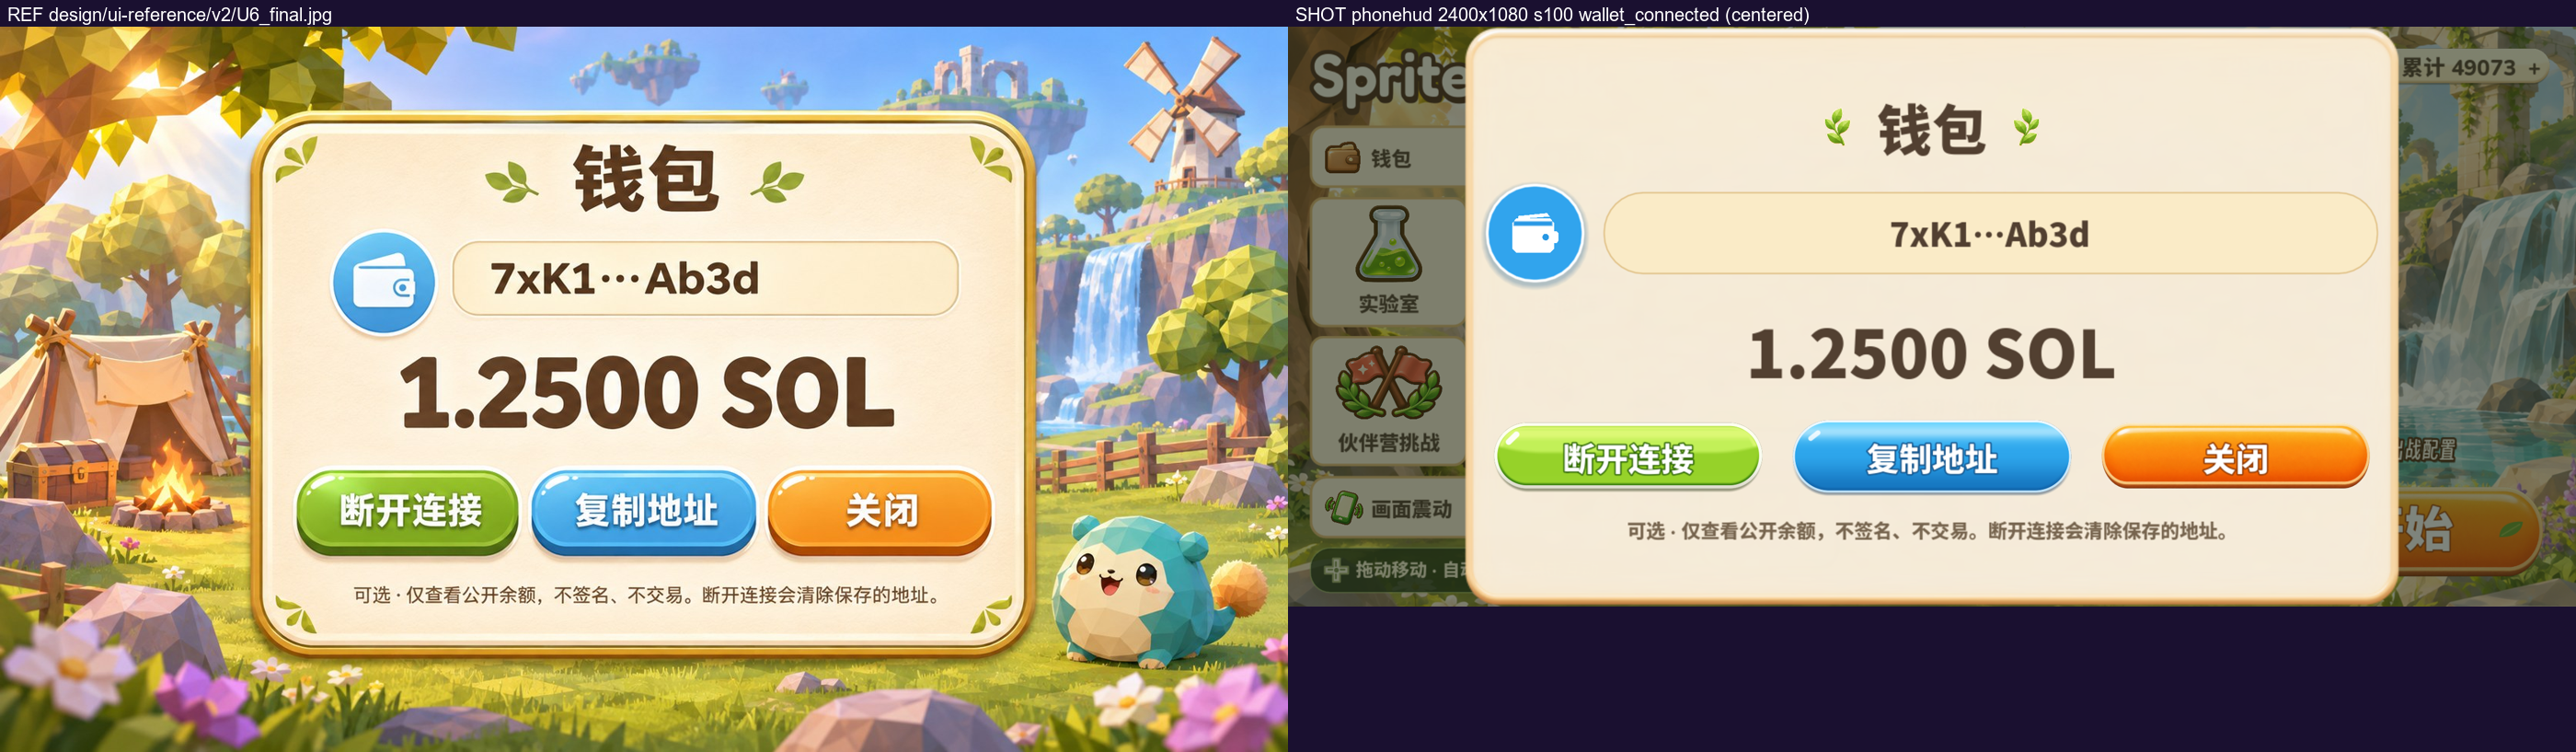 REF design/ui-reference/v2/U6_final.jpg
钱包
7xK1···Ab3d
1.2500 SOL
断开连接
复制地址
关闭
可选 · 仅查看公开余额，不签名、不交易。断开连接会清除保存的地址。
SHOT phonehud 2400x1080 s100 wallet_connected (centered)
Sprite
累计 49073 +
钱包
实验室
伙伴营挑战
画面震动
拖动移动 · 自
钱包
7xK1···Ab3d
1.2500 SOL
断开连接
复制地址
关闭
可选 · 仅查看公开余额，不签名、不交易。断开连接会清除保存的地址。
战配置
始